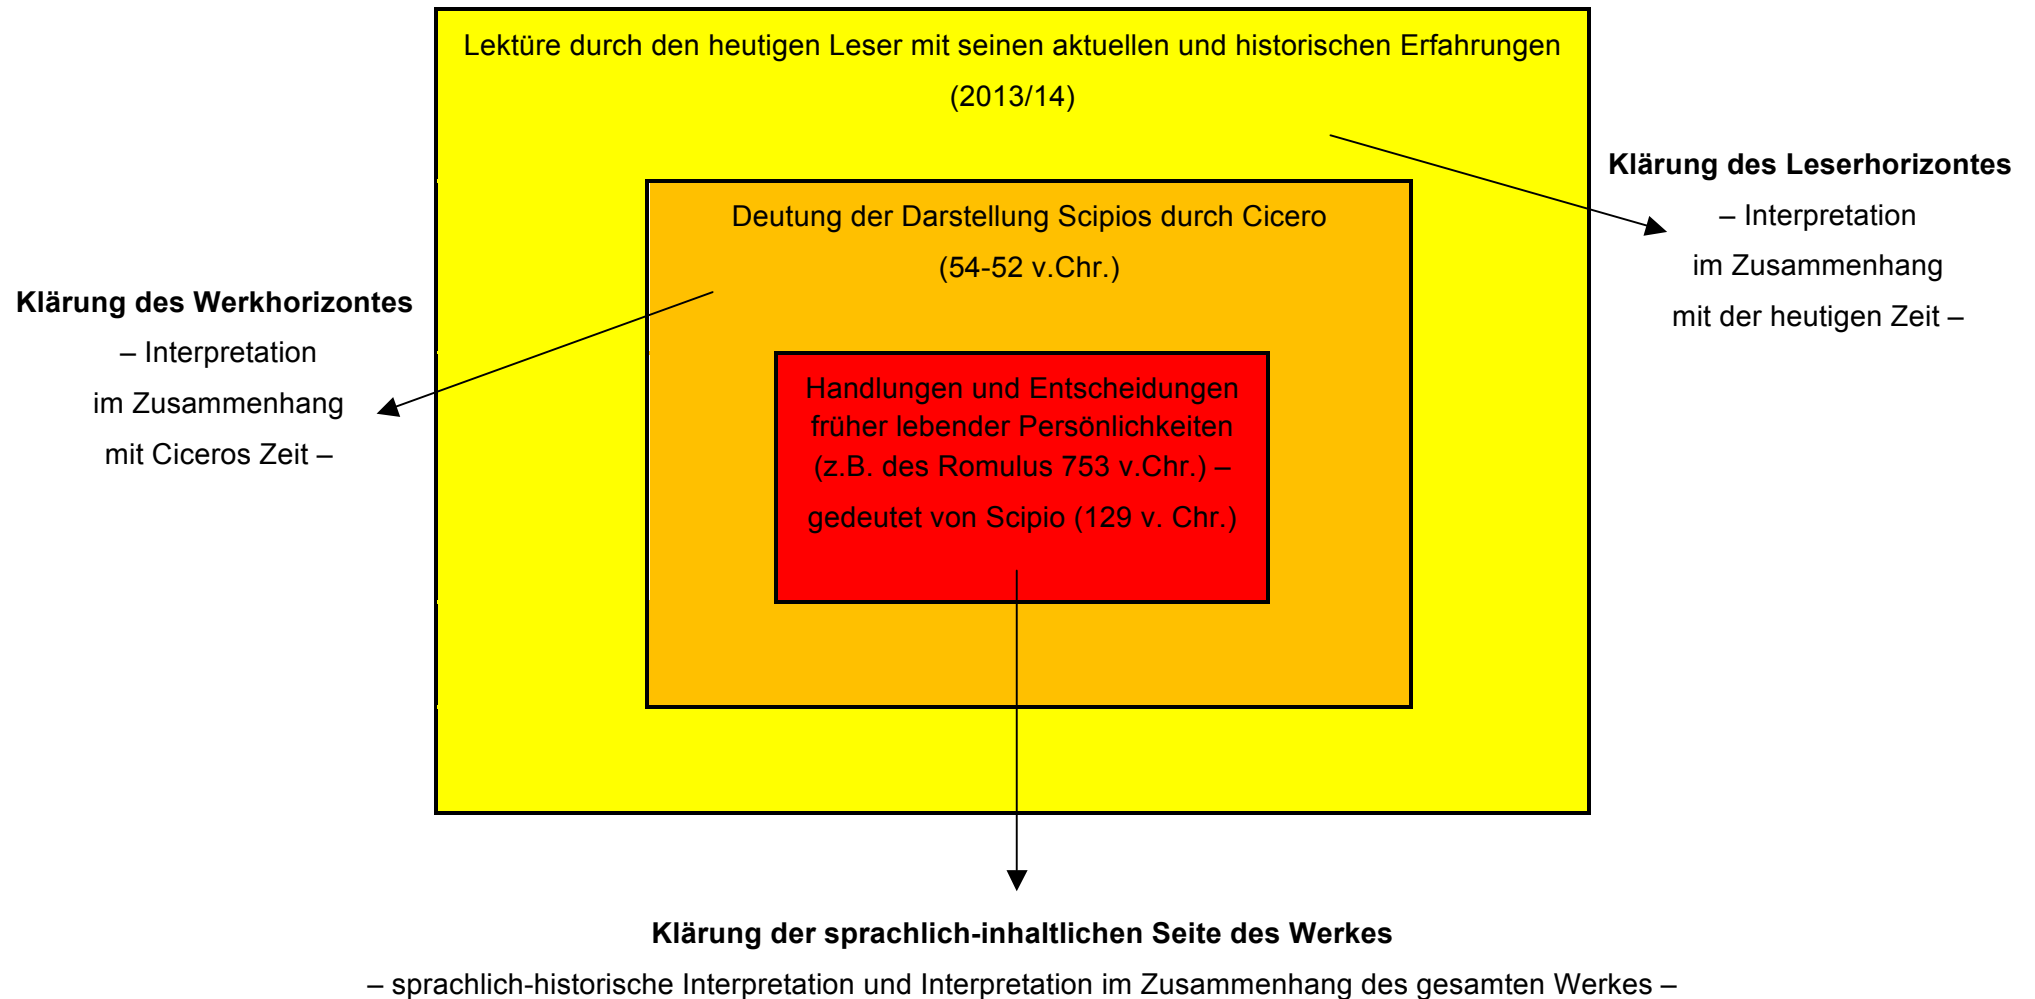 Lektüre durch den heutigen Leser mit seinen aktuellen und historischen Erfahrungen
(2013/14)
Klärung des Leserhorizontes
– Interpretation
im Zusammenhang
mit der heutigen Zeit –
Deutung der Darstellung Scipios durch Cicero
(54-52 v.Chr.)
Klärung des Werkhorizontes
– Interpretation
im Zusammenhang
mit Ciceros Zeit –
Handlungen und Entscheidungen
früher lebender Persönlichkeiten
(z.B. des Romulus 753 v.Chr.) –
gedeutet von Scipio (129 v. Chr.)
Klärung der sprachlich-inhaltlichen Seite des Werkes
– sprachlich-historische Interpretation und Interpretation im Zusammenhang des gesamten Werkes –